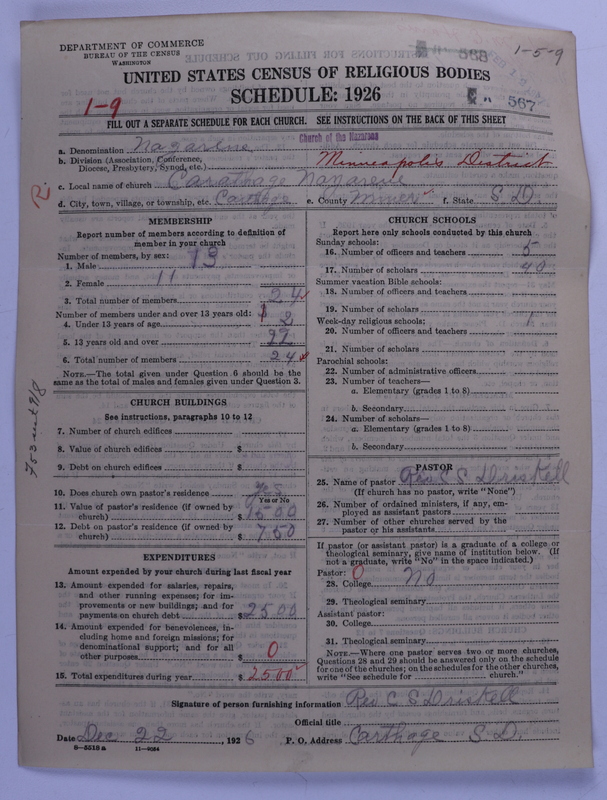 DEPARTMENT OF COMMERCE
BUREAU OF THE CENSUS
WASHINGTON
568
1-5-9
UNITED STATES CENSUS OF RELIGIOUS BODIES
SCHEDULE: 1926
1-9
567
FILL OUT A SEPARATE SCHEDULE FOR EACH CHURCH. SEE INSTRUCTIONS ON THE BACK OF THIS SHEET
Church of the Nazarene
a. Denomination Nazarene
b. Division (Association, Conference, Diocese, Presbytery, Synod, etc.) Minneapolis District
c. Local name of church Carathage Nanarene
d. City, town, village, or township, etc. Carthage e. County Miner f. State S D
MEMBERSHIP
Report number of members according to definition of
member in your church
Number of members, by sex:
1. Male 13
2. Female 11
3. Total number of members 24
Number of members under and over 13 years old:
4. Under 13 years of age 2
5. 13 years old and over 22
6. Total number of members 24
NOTE.—The total given under Question 6 should be the
same as the total of males and females given under Question 3.
CHURCH BUILDINGS
See instructions, paragraphs 10 to 12
7. Number of church edifices
8. Value of church edifices $
9. Debt on church edifices $
10. Does church own pastor's residence Yes
Yes or No
11. Value of pastor's residence (if owned by
church) $ 1500
12. Debt on pastor's residence (if owned by
church) $ 750
EXPENDITURES
Amount expended by your church during last fiscal year
13. Amount expended for salaries, repairs,
and other running expenses; for im-
provements or new buildings; and for
payments on church debt $ 2500
14. Amount expended for benevolences, in-
cluding home and foreign missions; for
denominational support; and for all
other purposes $ 0
15. Total expenditures during year $ 2500
CHURCH SCHOOLS
Report here only schools conducted by this church
Sunday schools:
16. Number of officers and teachers 5
17. Number of scholars 40
Summer vacation Bible schools:
18. Number of officers and teachers
19. Number of scholars
Week-day religious schools: 1
20. Number of officers and teachers
21. Number of scholars
Parochial schools:
22. Number of administrative officers
23. Number of teachers—
a. Elementary (grades 1 to 8)
b. Secondary
24. Number of scholars—
a. Elementary (grades 1 to 8)
b. Secondary
PASTOR
25. Name of pastor Rev C S Driskell
(If church has no pastor, write "None")
26. Number of ordained ministers, if any, em-
ployed as assistant pastors
27. Number of other churches served by the
pastor or his assistants
If pastor (or assistant pastor) is a graduate of a college or
theological seminary, give name of institution below. (If
not a graduate, write "No" in the space indicated.)
Pastor: 0
28. College No
29. Theological seminary
Assistant pastor:
30. College
31. Theological seminary
NOTE.—Where one pastor serves two or more churches,
Questions 28 and 29 should be answered only on the schedule
for one of the churches; on the schedules for the other churches,
write "See schedule for church."
Signature of person furnishing information Rev C S Driskell
Official title
Date Dec 22, 1926 P. O. Address Carthage S D.
8-5518 a 11-9064